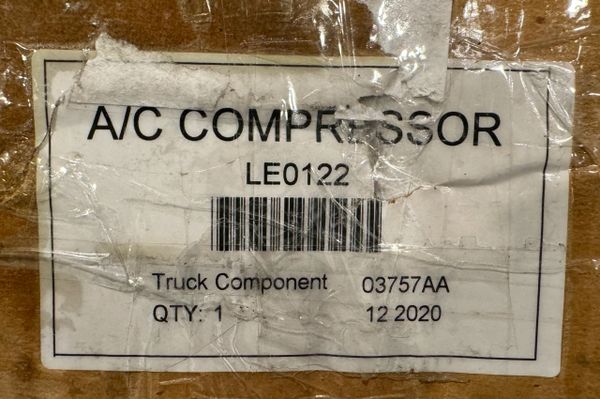 A/C COMPRESSOR
LE0122
Truck Component 03757AA
QTY: 1 12 2020